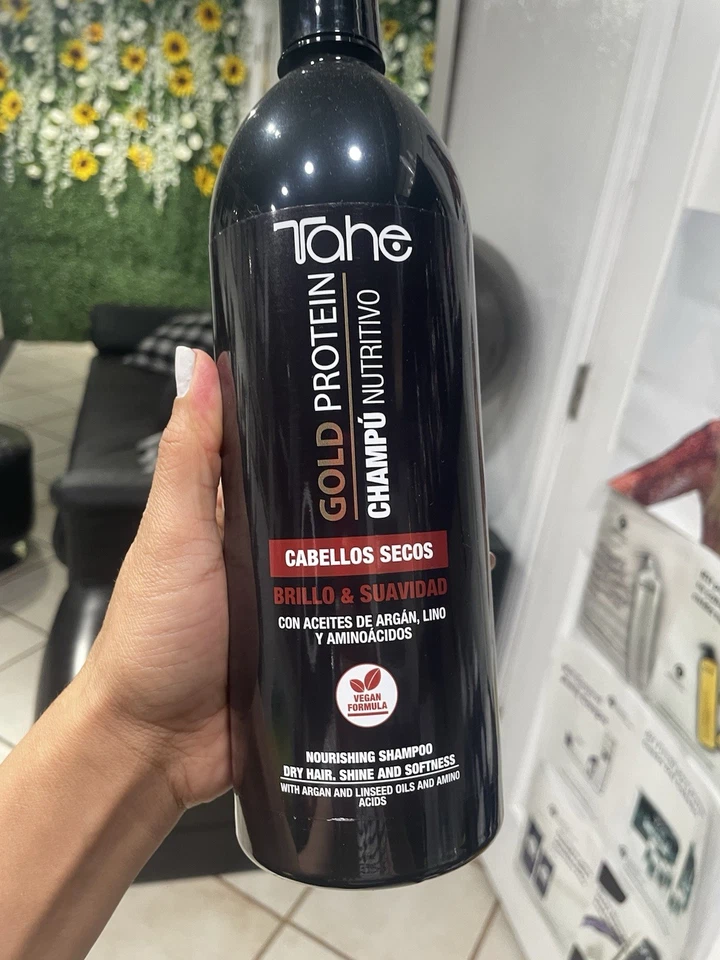 Tahe
GOLD PROTEIN
CHAMPÚ NUTRITIVO
CABELLOS SECOS
BRILLO & SUAVIDAD
CON ACEITES DE ARGÁN, LINO
Y AMINOÁCIDOS
VEGAN
FORMULA
NOURISHING SHAMPOO
DRY HAIR. SHINE AND SOFTNESS
WITH ARGAN AND LINSEED OILS AND AMINO
ACIDS